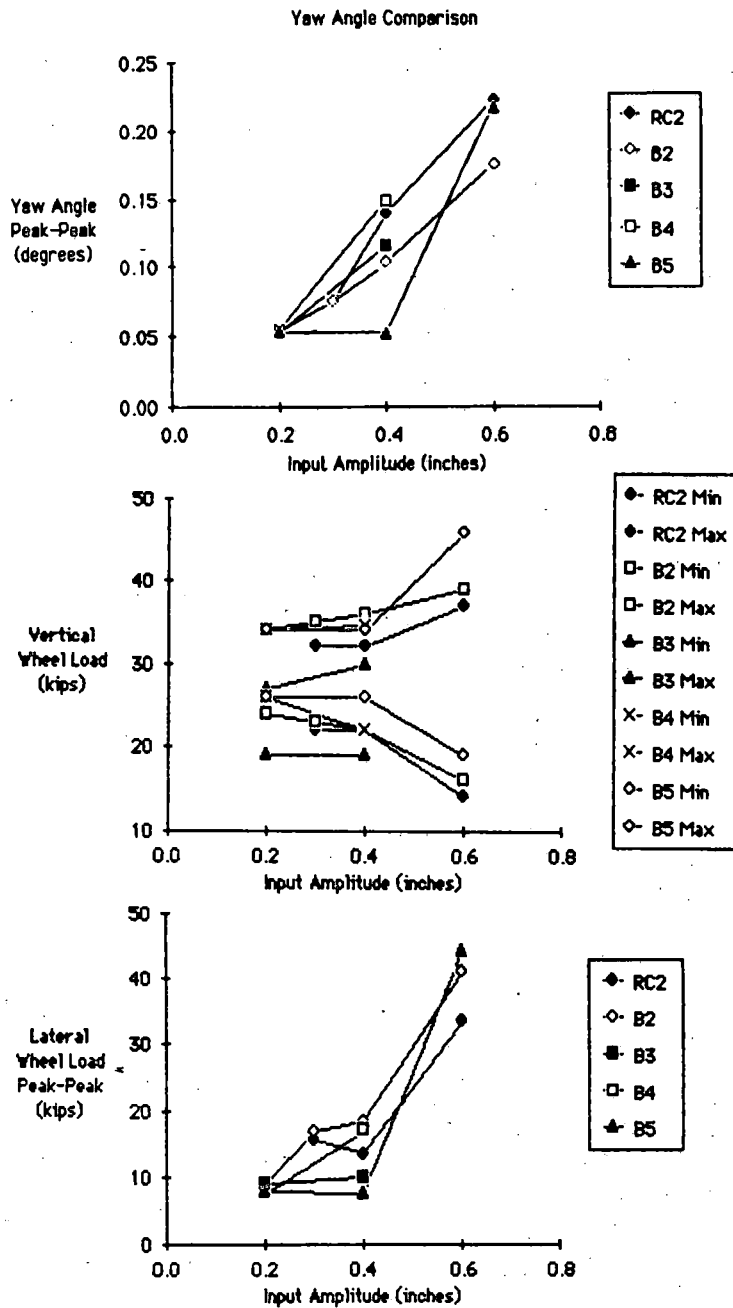 Yaw Angle Comparison
0.25
0.20
0.15
0.10
0.05
0.00
Yaw Angle
Peak-Peak
(degrees)
0.0 0.2 0.4 0.6 0.8
Input Amplitude (inches)
RC2
B2
B3
B4
B5
50
40
30
20
10
Vertical
Wheel Load
(kips)
0.0 0.2 0.4 0.6 0.8
Input Amplitude (inches)
RC2 Min
RC2 Max
B2 Min
B2 Max
B3 Min
B3 Max
B4 Min
B4 Max
B5 Min
B5 Max
50
40
30
20
10
0
Lateral
Wheel Load
Peak-Peak
(kips)
0.0 0.2 0.4 0.6 0.8
Input Amplitude (inches)
RC2
B2
B3
B4
B5